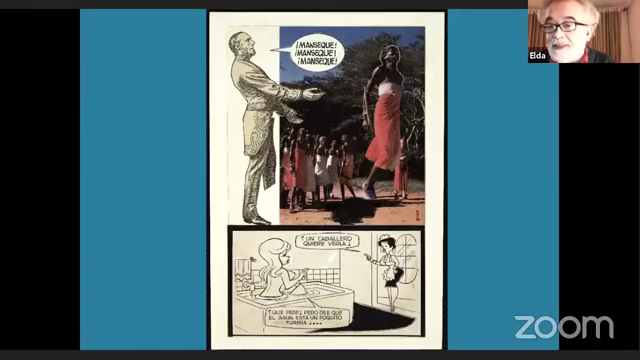 Elda
¡MANSEQUE!
¡MANSEQUE!
¡MANSEQUE!
¡UN CABALLERO
QUIERE VERLA!
¡QUE PASE! PERO DILE QUE
EL AGUA ESTÁ UN POQUITO
TURBIA ....
zoom